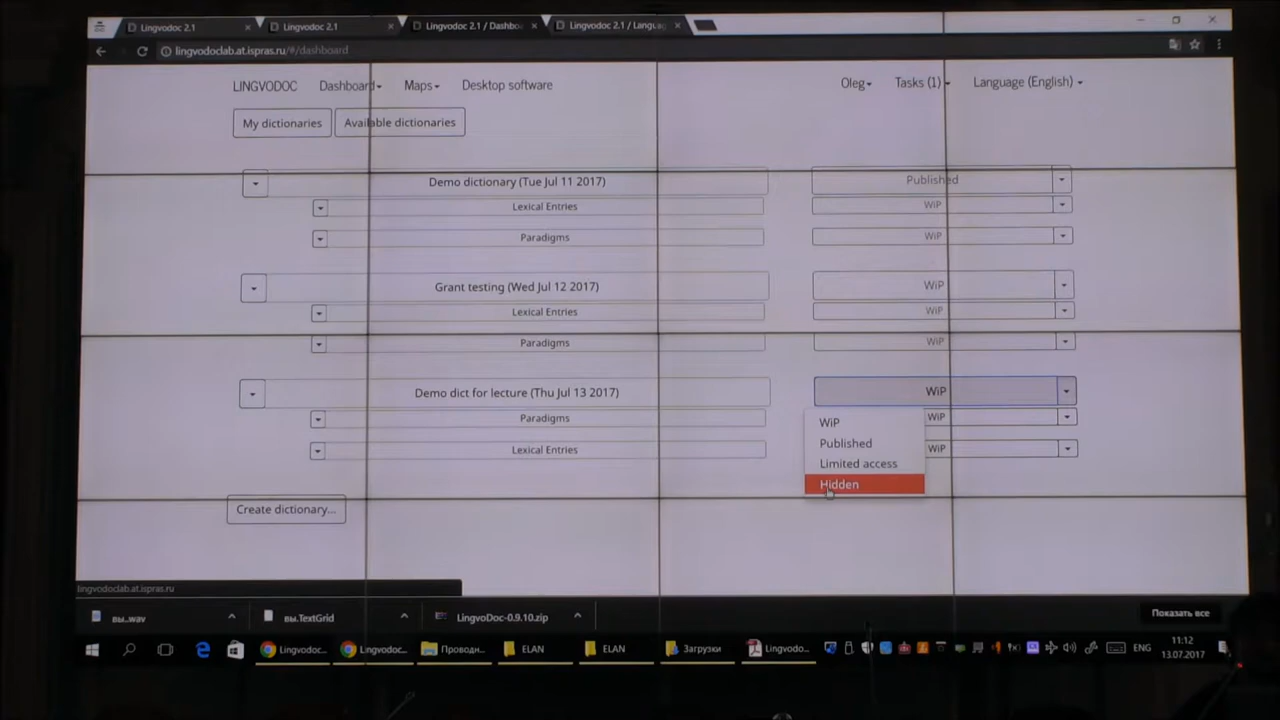 Lingvodoc 2.1
Lingvodoc 2.1
Lingvodoc 2.1 / Dashbo
Lingvodoc 2.1 / Langua
lingvodoclab.at.ispras.ru/#/dashboard
LINGVODOC Dashboard Maps Desktop software Oleg Tasks (1) Language (English)
My dictionaries Available dictionaries
Demo dictionary (Tue Jul 11 2017) Published
Lexical Entries WiP
Paradigms WiP
Grant testing (Wed Jul 12 2017) WiP
Lexical Entries WiP
Paradigms WiP
Demo dict for lecture (Thu Jul 13 2017) WiP
Paradigms WiP
Lexical Entries WiP
WiP
Published
Limited access
Hidden
Create dictionary...
lingvodoclab.at.ispras.ru
вы..wav вы.TextGrid LingvoDoc-0.9.10.zip Показать все
Lingvodoc... Lingvodoc... Проводн... ELAN ELAN Загрузки Lingvodo... ENG 11:12
13.07.2017